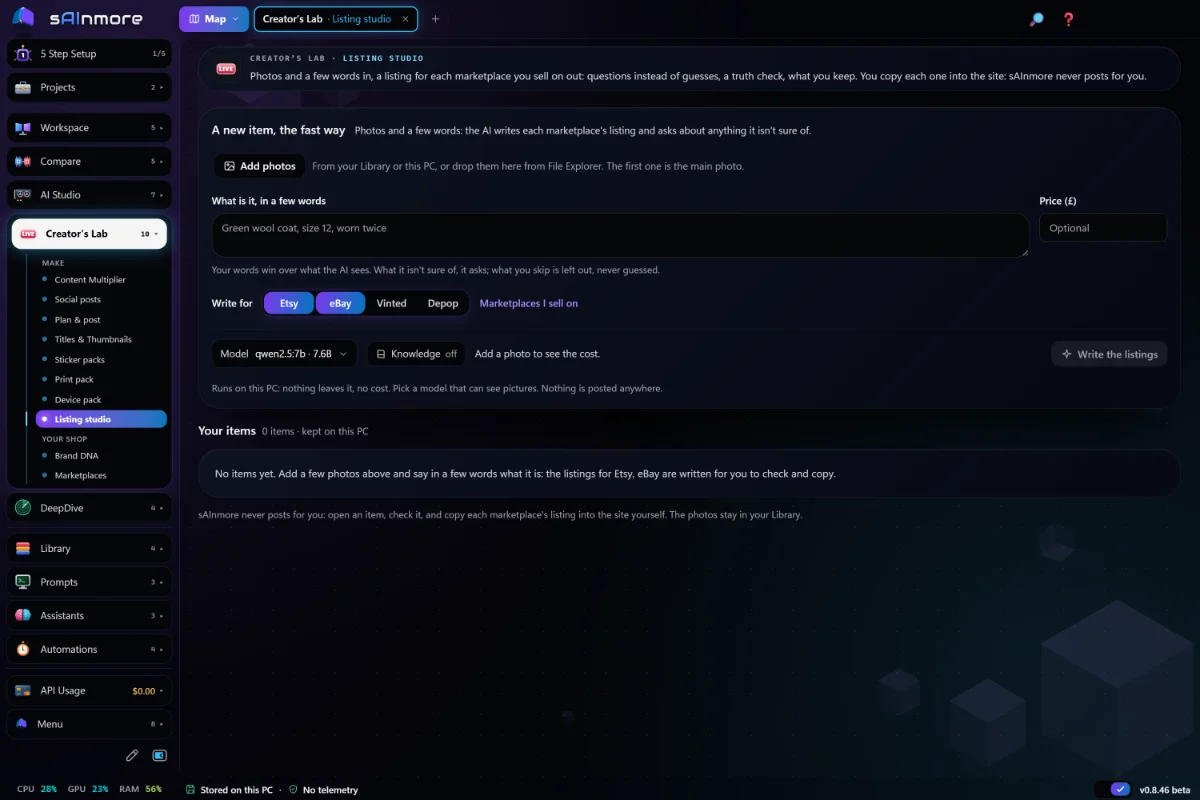 sAInmore
Map
Creator's Lab · Listing studio ×
+
?
5 Step Setup 1/5
Projects 2
Workspace 5
Compare 5
AI Studio 7
LIVE Creator's Lab 10
MAKE
Content Multiplier
Social posts
Plan & post
Titles & Thumbnails
Sticker packs
Print pack
Device pack
Listing studio
YOUR SHOP
Brand DNA
Marketplaces
DeepDive 4
Library 4
Prompts 3
Assistants 3
Automations 4
API Usage $0.00
Menu 8
LIVE
CREATOR'S LAB · LISTING STUDIO
Photos and a few words in, a listing for each marketplace you sell on out: questions instead of guesses, a truth check, what you keep. You copy each one into the site: sAInmore never posts for you.
A new item, the fast way Photos and a few words: the AI writes each marketplace's listing and asks about anything it isn't sure of.
Add photos From your Library or this PC, or drop them here from File Explorer. The first one is the main photo.
What is it, in a few words Price (£)
Green wool coat, size 12, worn twice Optional
Your words win over what the AI sees. What it isn't sure of, it asks; what you skip is left out, never guessed.
Write for Etsy eBay Vinted Depop Marketplaces I sell on
Model qwen2.5:7b · 7.6B Knowledge off Add a photo to see the cost. Write the listings
Runs on this PC: nothing leaves it, no cost. Pick a model that can see pictures. Nothing is posted anywhere.
Your items 0 items · kept on this PC
No items yet. Add a few photos above and say in a few words what it is: the listings for Etsy, eBay are written for you to check and copy.
sAInmore never posts for you: open an item, check it, and copy each marketplace's listing into the site yourself. The photos stay in your Library.
CPU 28% GPU 23% RAM 56% Stored on this PC · No telemetry v0.8.46 beta